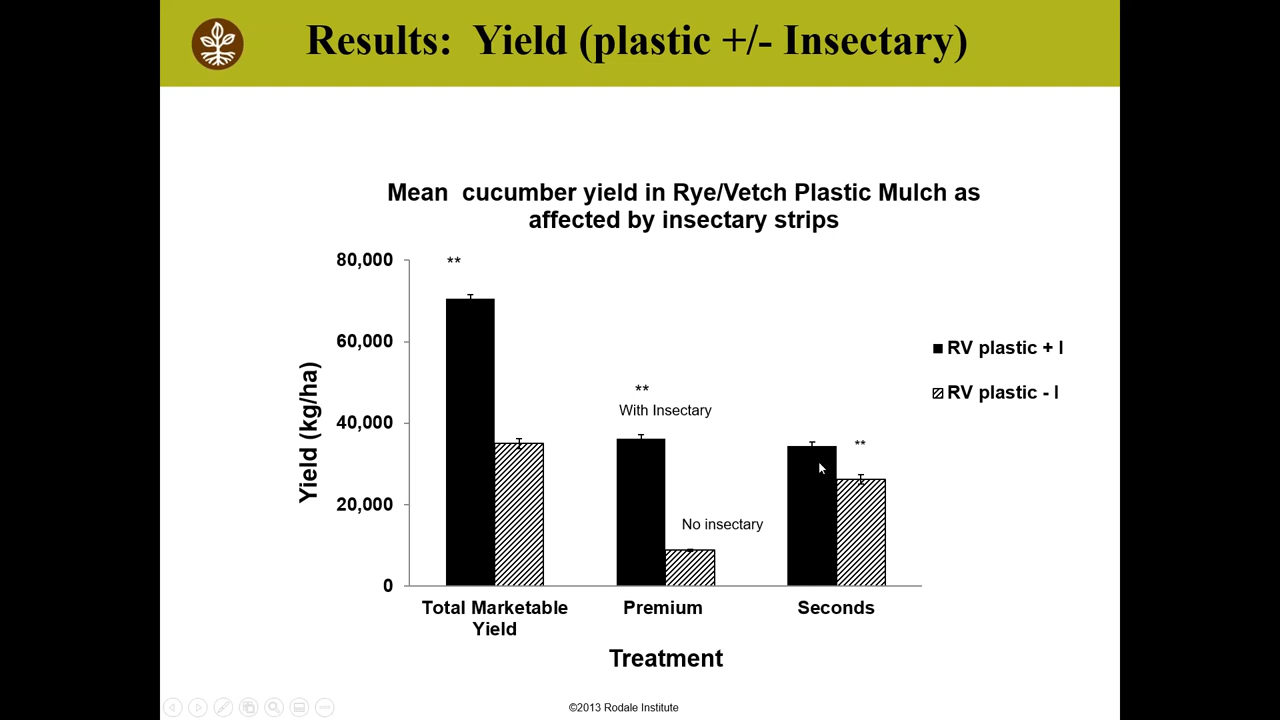 Results:  Yield (plastic +/- Insectary)
Mean  cucumber yield in Rye/Vetch Plastic Mulch as
affected by insectary strips
80,000
60,000
40,000
20,000
0
Yield (kg/ha)
**
**
With Insectary
No insectary
**
RV plastic + I
RV plastic - I
Total Marketable
Yield
Premium
Seconds
Treatment
©2013 Rodale Institute